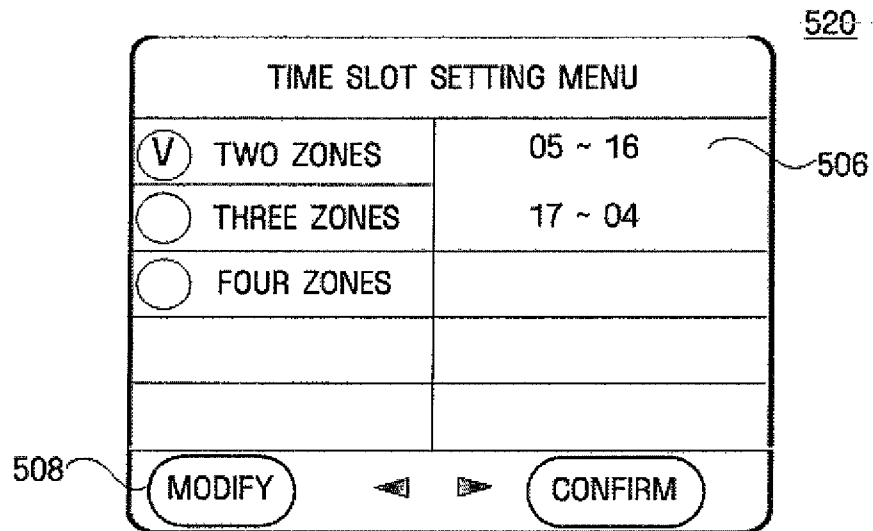 520
TIME SLOT SETTING MENU
V TWO ZONES 05 ~ 16
506
THREE ZONES 17 ~ 04
FOUR ZONES
508
MODIFY CONFIRM